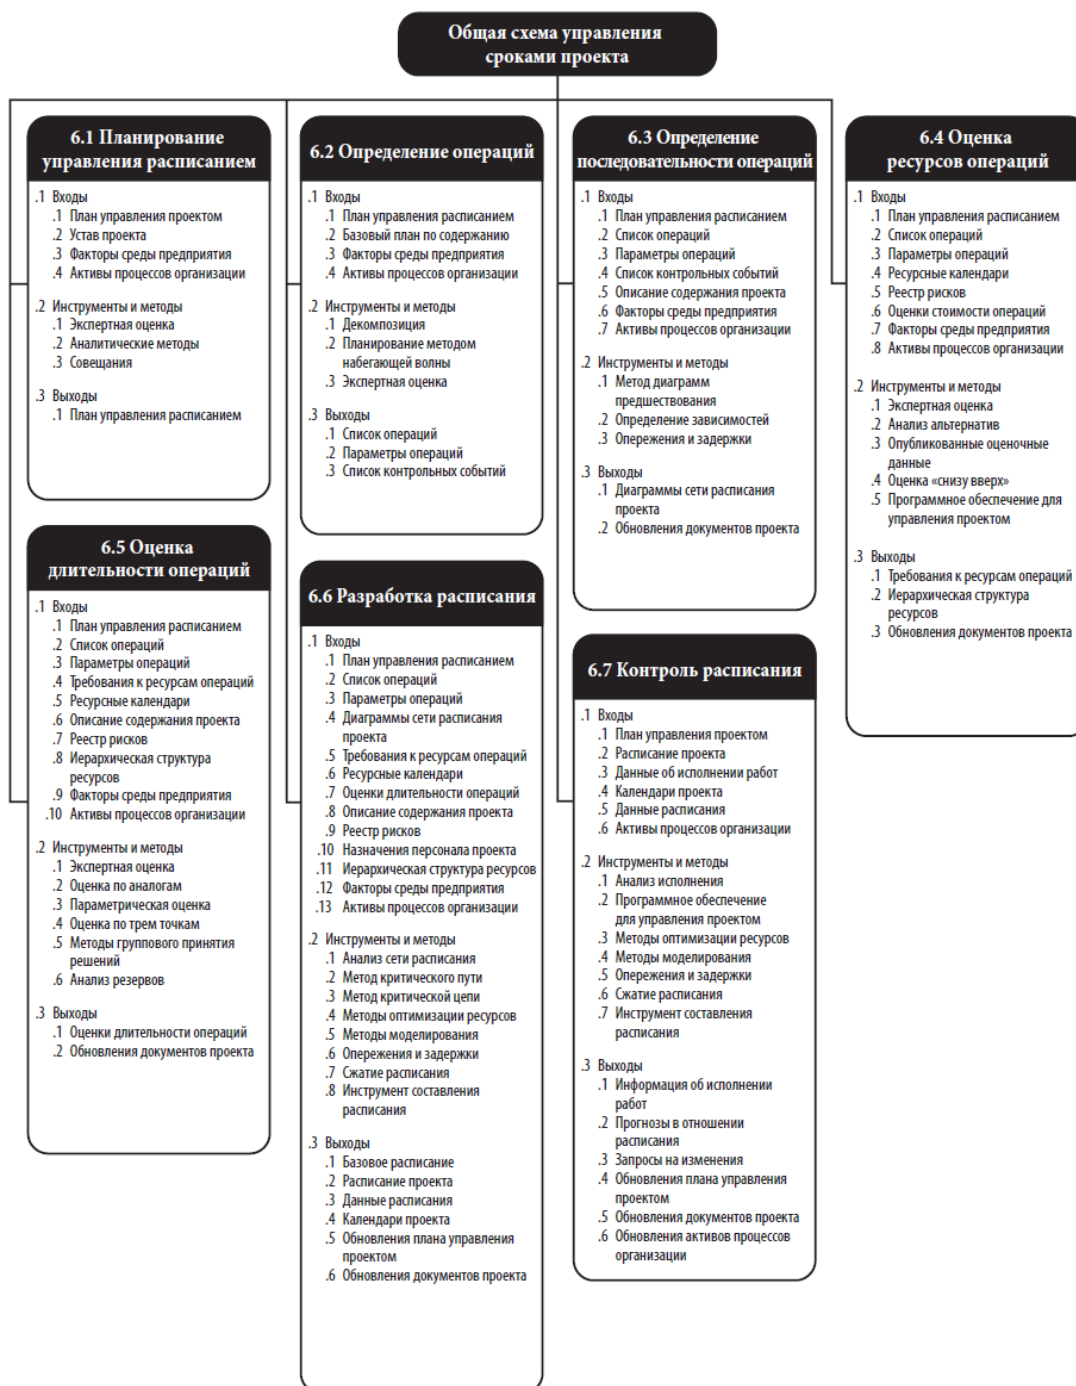 Общая схема управления
сроками проекта
6.1 Планирование
управления расписанием
.1 Входы
.1 План управления проектом
.2 Устав проекта
.3 Факторы среды предприятия
.4 Активы процессов организации
.2 Инструменты и методы
.1 Экспертная оценка
.2 Аналитические методы
.3 Совещания
.3 Выходы
.1 План управления расписанием
6.2 Определение операций
.1 Входы
.1 План управления расписанием
.2 Базовый план по содержанию
.3 Факторы среды предприятия
.4 Активы процессов организации
.2 Инструменты и методы
.1 Декомпозиция
.2 Планирование методом
набегающей волны
.3 Экспертная оценка
.3 Выходы
.1 Список операций
.2 Параметры операций
.3 Список контрольных событий
6.3 Определение
последовательности операций
.1 Входы
.1 План управления расписанием
.2 Список операций
.3 Параметры операций
.4 Список контрольных событий
.5 Описание содержания проекта
.6 Факторы среды предприятия
.7 Активы процессов организации
.2 Инструменты и методы
.1 Метод диаграмм
предшествования
.2 Определение зависимостей
.3 Опережения и задержки
.3 Выходы
.1 Диаграммы сети расписания
проекта
.2 Обновления документов проекта
6.4 Оценка
ресурсов операций
.1 Входы
.1 План управления расписанием
.2 Список операций
.3 Параметры операций
.4 Ресурсные календари
.5 Реестр рисков
.6 Оценки стоимости операций
.7 Факторы среды предприятия
.8 Активы процессов организации
.2 Инструменты и методы
.1 Экспертная оценка
.2 Анализ альтернатив
.3 Опубликованные оценочные
данные
.4 Оценка «снизу вверх»
.5 Программное обеспечение для
управления проектом
.3 Выходы
.1 Требования к ресурсам операций
.2 Иерархическая структура
ресурсов
.3 Обновления документов проекта
6.5 Оценка
длительности операций
.1 Входы
.1 План управления расписанием
.2 Список операций
.3 Параметры операций
.4 Требования к ресурсам операций
.5 Ресурсные календари
.6 Описание содержания проекта
.7 Реестр рисков
.8 Иерархическая структура
ресурсов
.9 Факторы среды предприятия
.10 Активы процессов организации
.2 Инструменты и методы
.1 Экспертная оценка
.2 Оценка по аналогам
.3 Параметрическая оценка
.4 Оценка по трем точкам
.5 Методы группового принятия
решений
.6 Анализ резервов
.3 Выходы
.1 Оценки длительности операций
.2 Обновления документов проекта
6.6 Разработка расписания
.1 Входы
.1 План управления расписанием
.2 Список операций
.3 Параметры операций
.4 Диаграммы сети расписания
проекта
.5 Требования к ресурсам операций
.6 Ресурсные календари
.7 Оценки длительности операций
.8 Описание содержания проекта
.9 Реестр рисков
.10 Назначения персонала проекта
.11 Иерархическая структура ресурсов
.12 Факторы среды предприятия
.13 Активы процессов организации
.2 Инструменты и методы
.1 Анализ сети расписания
.2 Метод критического пути
.3 Метод критической цепи
.4 Методы оптимизации ресурсов
.5 Методы моделирования
.6 Опережения и задержки
.7 Сжатие расписания
.8 Инструмент составления
расписания
.3 Выходы
.1 Базовое расписание
.2 Расписание проекта
.3 Данные расписания
.4 Календари проекта
.5 Обновления плана управления
проектом
.6 Обновления документов проекта
6.7 Контроль расписания
.1 Входы
.1 План управления проектом
.2 Расписание проекта
.3 Данные об исполнении работ
.4 Календари проекта
.5 Данные расписания
.6 Активы процессов организации
.2 Инструменты и методы
.1 Анализ исполнения
.2 Программное обеспечение
для управления проектом
.3 Методы оптимизации ресурсов
.4 Методы моделирования
.5 Опережения и задержки
.6 Сжатие расписания
.7 Инструмент составления
расписания
.3 Выходы
.1 Информация об исполнении
работ
.2 Прогнозы в отношении
расписания
.3 Запросы на изменения
.4 Обновления плана управления
проектом
.5 Обновления документов проекта
.6 Обновления активов процессов
организации